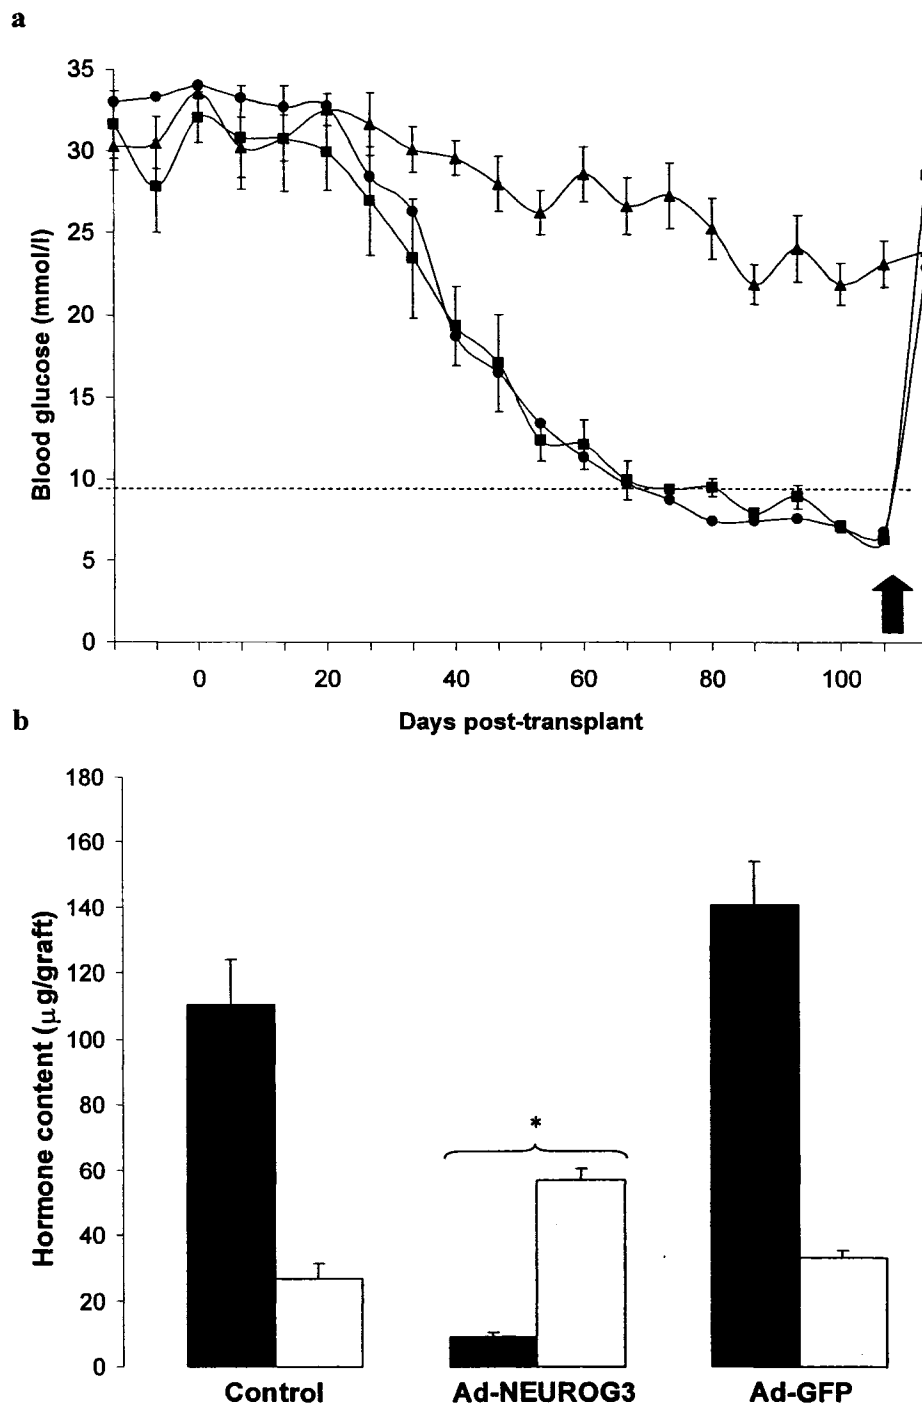 a
35
30
25
20
15
10
5
0
Blood glucose (mmol/l)
0 20 40 60 80 100
Days post-transplant
b
180
160
140
120
100
80
60
40
20
0
Hormone content (μg/graft)
*
Control Ad-NEUROG3 Ad-GFP